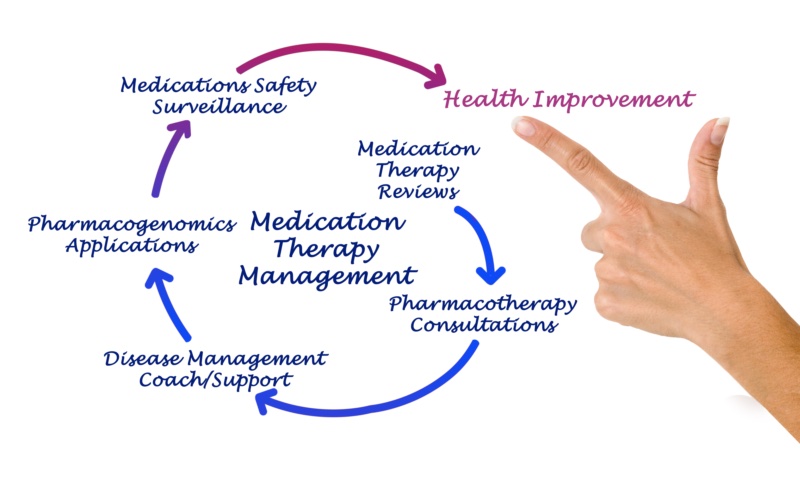 Medications Safety
Surveillance
Health Improvement
Medication
Therapy
Reviews
Pharmacogenomics
Applications
Medication
Therapy
Management
Pharmacotherapy
Consultations
Disease Management
Coach/Support